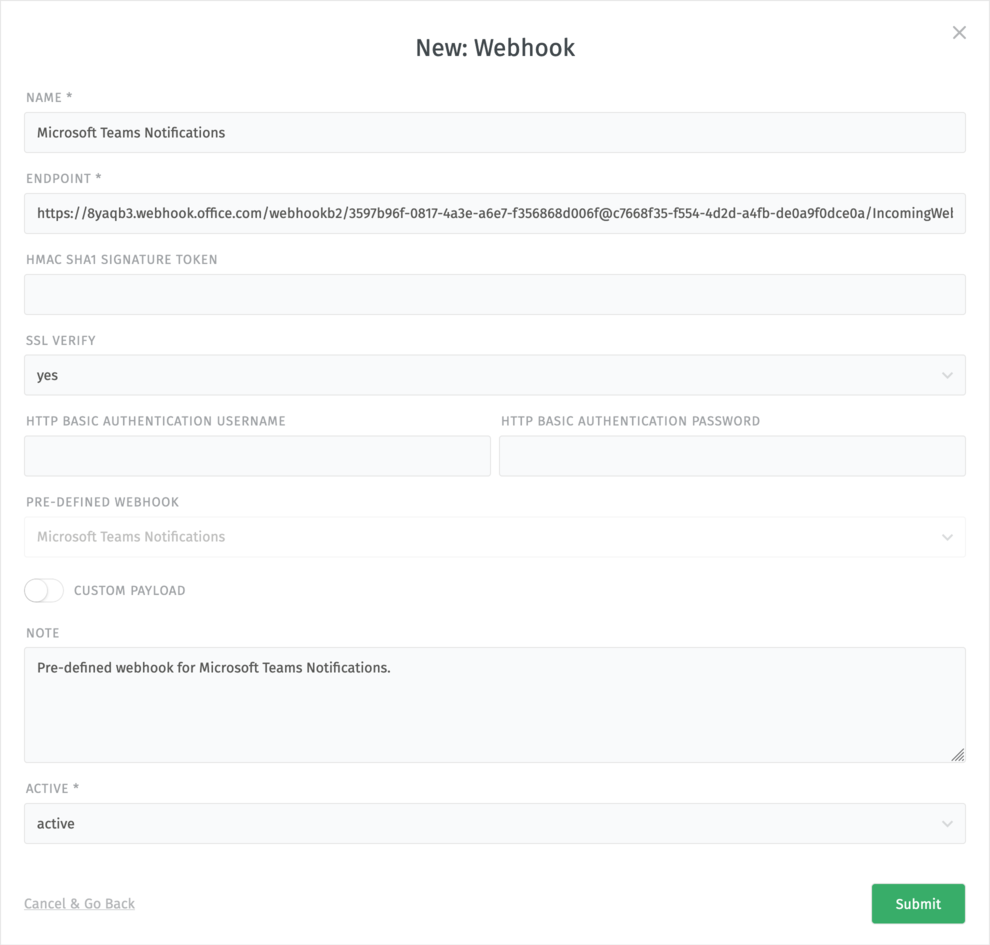 New: Webhook
NAME *
Microsoft Teams Notifications
ENDPOINT *
https://8yaqb3.webhook.office.com/webhookb2/3597b96f-0817-4a3e-a6e7-f356868d006f@c7668f35-f554-4d2d-a4fb-de0a9f0dce0a/IncomingWeb
HMAC SHA1 SIGNATURE TOKEN
SSL VERIFY
yes
HTTP BASIC AUTHENTICATION USERNAME HTTP BASIC AUTHENTICATION PASSWORD
PRE-DEFINED WEBHOOK
Microsoft Teams Notifications
CUSTOM PAYLOAD
NOTE
Pre-defined webhook for Microsoft Teams Notifications.
ACTIVE *
active
Cancel & Go Back Submit